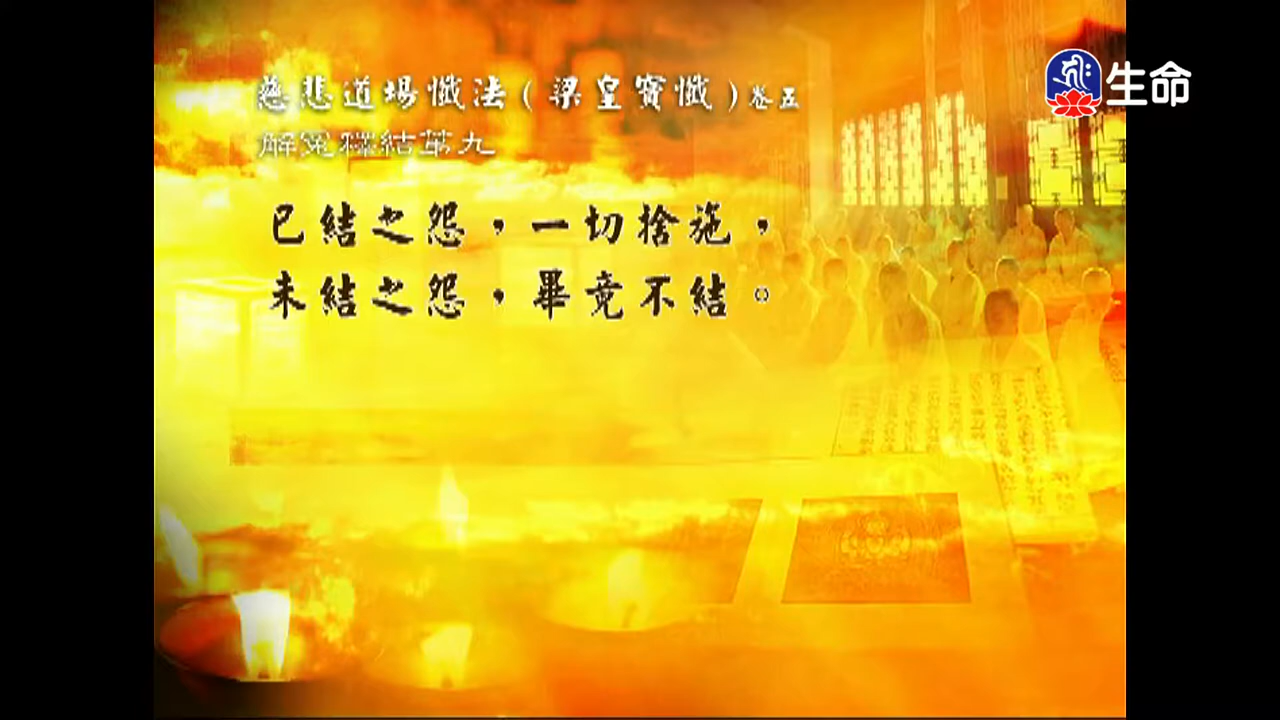 慈悲道場懺法(梁皇寶懺)卷五
生命
解冤釋結第九
已結之怨，一切捨施，
未結之怨，畢竟不結。